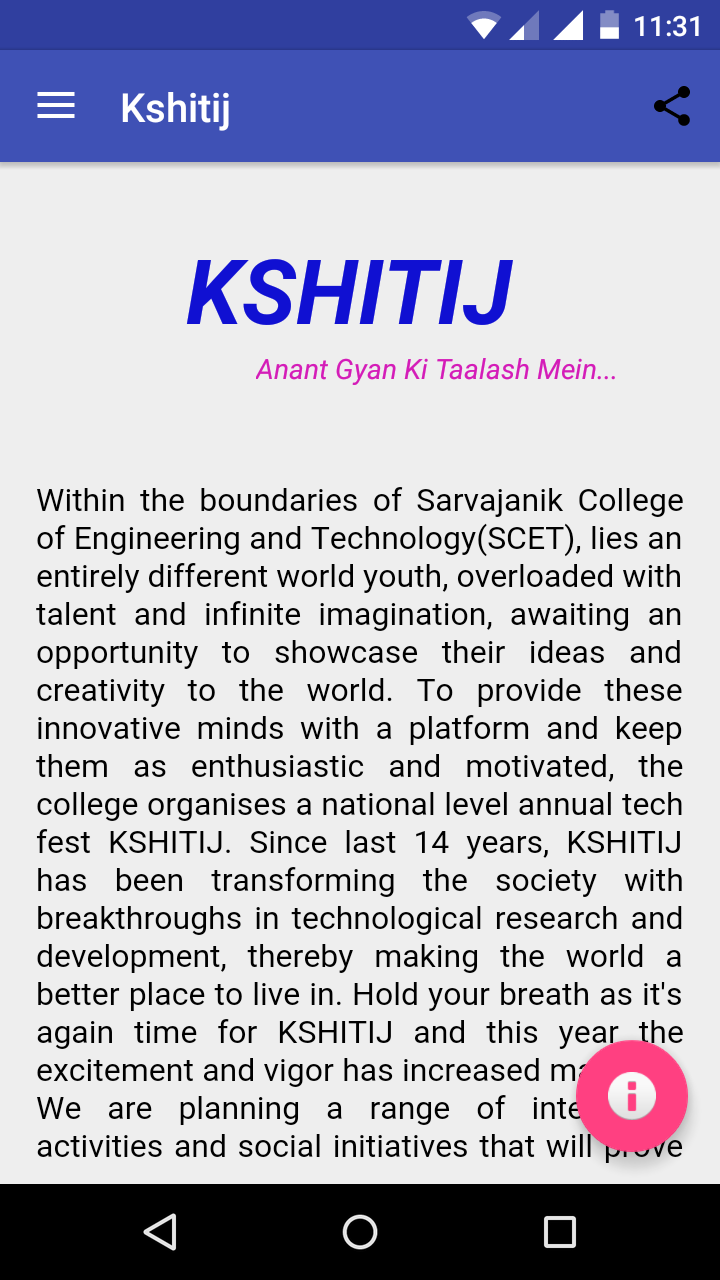 11:31
Kshitij
KSHITIJ
Anant Gyan Ki Taalash Mein...
Within the boundaries of Sarvajanik College
of Engineering and Technology(SCET), lies an
entirely different world youth, overloaded with
talent and infinite imagination, awaiting an
opportunity to showcase their ideas and
creativity to the world. To provide these
innovative minds with a platform and keep
them as enthusiastic and motivated, the
college organises a national level annual tech
fest KSHITIJ. Since last 14 years, KSHITIJ
has been transforming the society with
breakthroughs in technological research and
development, thereby making the world a
better place to live in. Hold your breath as it's
again time for KSHITIJ and this year the
excitement and vigor has increased
We are planning a range of
activities and social initiatives that will prove